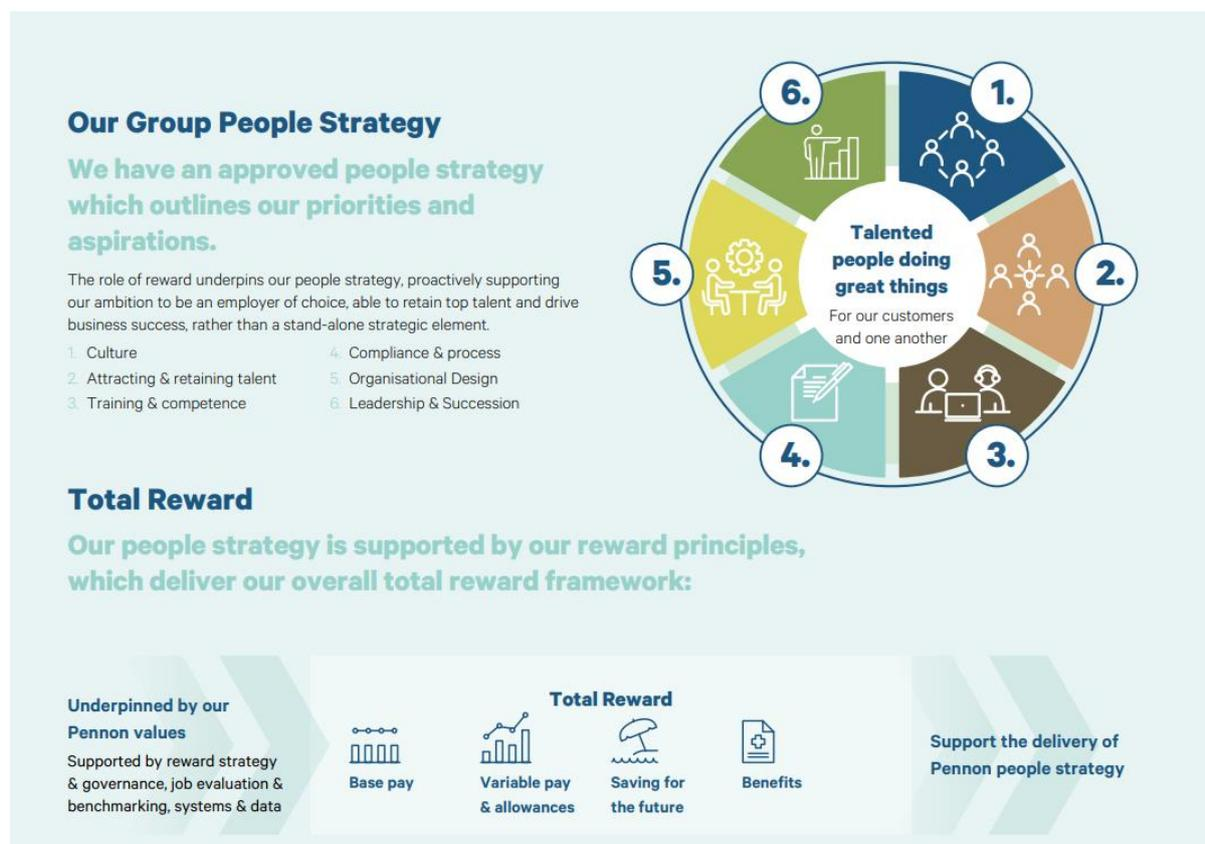 Our Group People Strategy
We have an approved people strategy
which outlines our priorities and
aspirations.
The role of reward underpins our people strategy, proactively supporting
our ambition to be an employer of choice, able to retain top talent and drive
business success, rather than a stand-alone strategic element.
1. Culture
2. Attracting & retaining talent
3. Training & competence
4. Compliance & process
5. Organisational Design
6. Leadership & Succession
6.
1.
5.
Talented
people doing
great things
For our customers
and one another
2.
4.
3.
Total Reward
Our people strategy is supported by our reward principles,
which deliver our overall total reward framework:
Underpinned by our
Pennon values
Supported by reward strategy
& governance, job evaluation &
benchmarking, systems & data
Total Reward
Base pay
Variable pay
& allowances
Saving for
the future
Benefits
Support the delivery of
Pennon people strategy